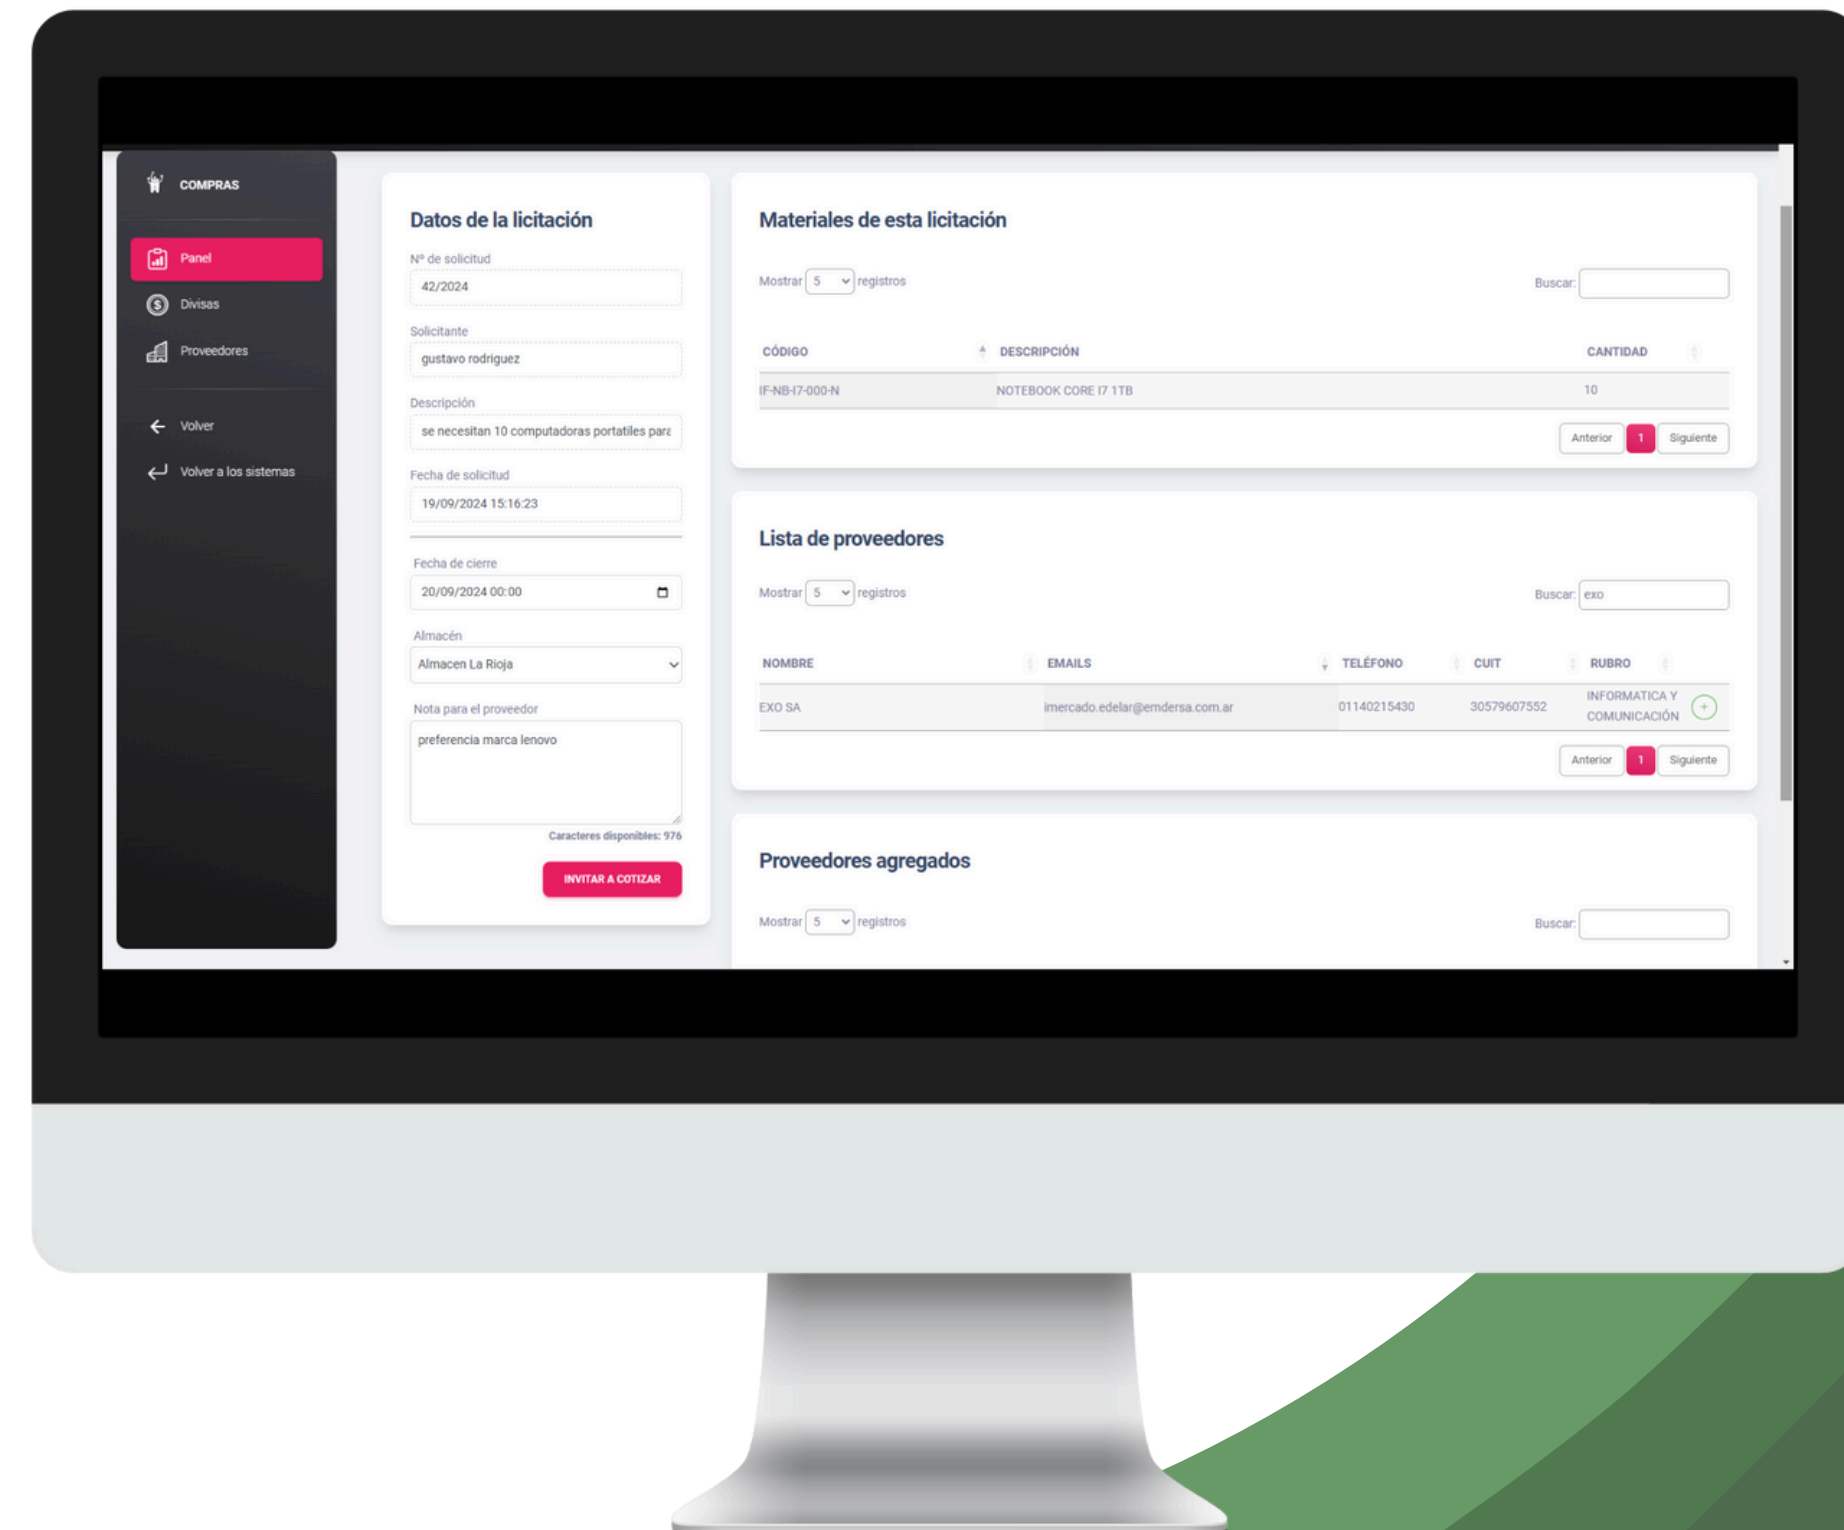 COMPRAS
Panel
Divisas
Proveedores
Volver
Volver a los sistemas
Datos de la licitación
Nº de solicitud
42/2024
Solicitante
gustavo rodriguez
Descripción
se necesitan 10 computadoras portatiles para
Fecha de solicitud
19/09/2024 15:16:23
Fecha de cierre
20/09/2024 00:00
Almacén
Almacen La Rioja
Nota para el proveedor
preferencia marca lenovo
Caracteres disponibles: 976
INVITAR A COTIZAR
Materiales de esta licitación
Mostrar 5 registros Buscar:
CÓDIGO DESCRIPCIÓN CANTIDAD
IF-NB-I7-000-N NOTEBOOK CORE I7 1TB 10
Anterior 1 Siguiente
Lista de proveedores
Mostrar 5 registros Buscar: exo
NOMBRE EMAILS TELÉFONO CUIT RUBRO
EXO SA imercado.edelar@emdersa.com.ar 01140215430 30579607552 INFORMATICA Y
COMUNICACIÓN
Anterior 1 Siguiente
Proveedores agregados
Mostrar 5 registros Buscar: